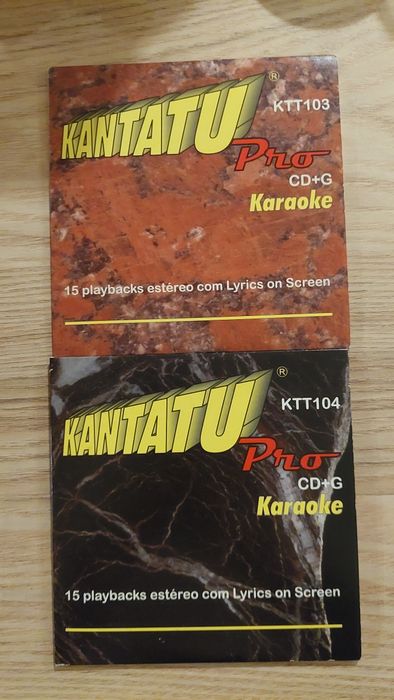 KANTATU ®
KTT103
Pro
CD+G
Karaoke
15 playbacks estéreo com Lyrics on Screen
KANTATU ®
KTT104
Pro
CD+G
Karaoke
15 playbacks estéreo com Lyrics on Screen